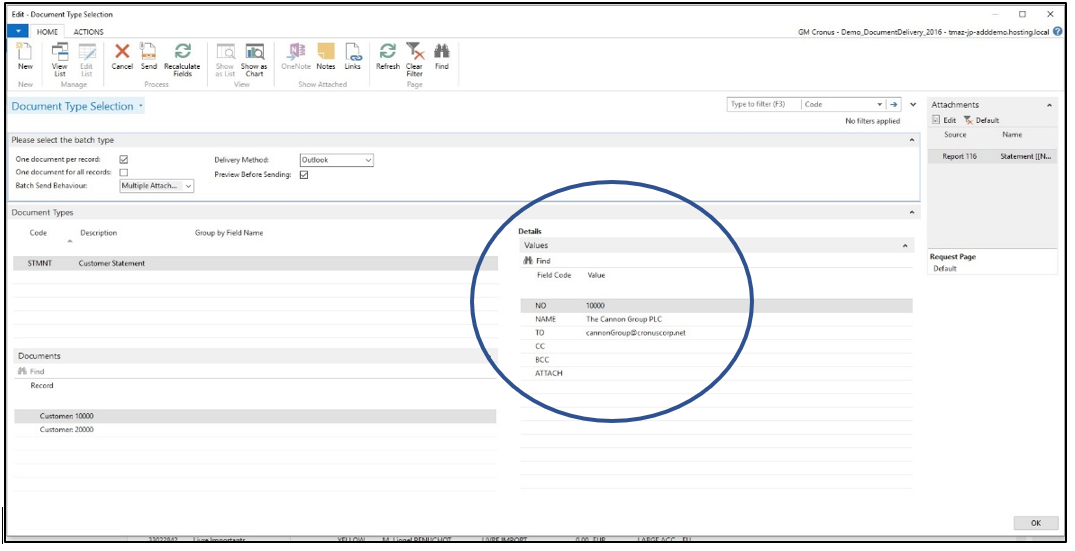 Edit - Document Type Selection
HOME ACTIONS
GM Cronus - Demo_DocumentDelivery_2016 - tmaz-jp-adddemo.hosting.local
New View List Edit List Cancel Send Recalculate Fields Show as List Show as Chart OneNote Notes Links Refresh Clear Filter Find
New Manage Process View Show Attached Page
Document Type Selection
Type to filter (F3) Code
No filters applied
Please select the batch type
One document per record:
One document for all records:
Batch Send Behaviour: Multiple Attach...
Delivery Method: Outlook
Preview Before Sending:
Document Types
Code Description Group by Field Name
STMNT Customer Statement
Documents
Find
Record
Customer: 10000
Customer: 20000
Details
Values
Find
Field Code Value
NO 10000
NAME The Cannon Group PLC
TO cannonGroup@cronuscorp.net
CC
BCC
ATTACH
Attachments
Edit Default
Source Name
Report 116 Statement [[N...
Request Page
Default
OK